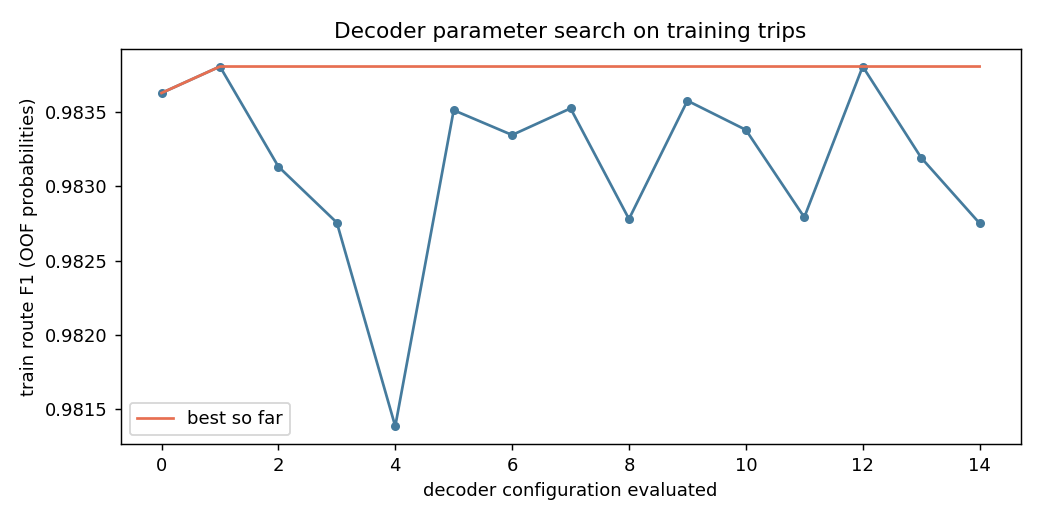 Decoder parameter search on training trips
train route F1 (OOF probabilities)
0.9835
0.9830
0.9825
0.9820
0.9815
best so far
0 2 4 6 8 10 12 14
decoder configuration evaluated